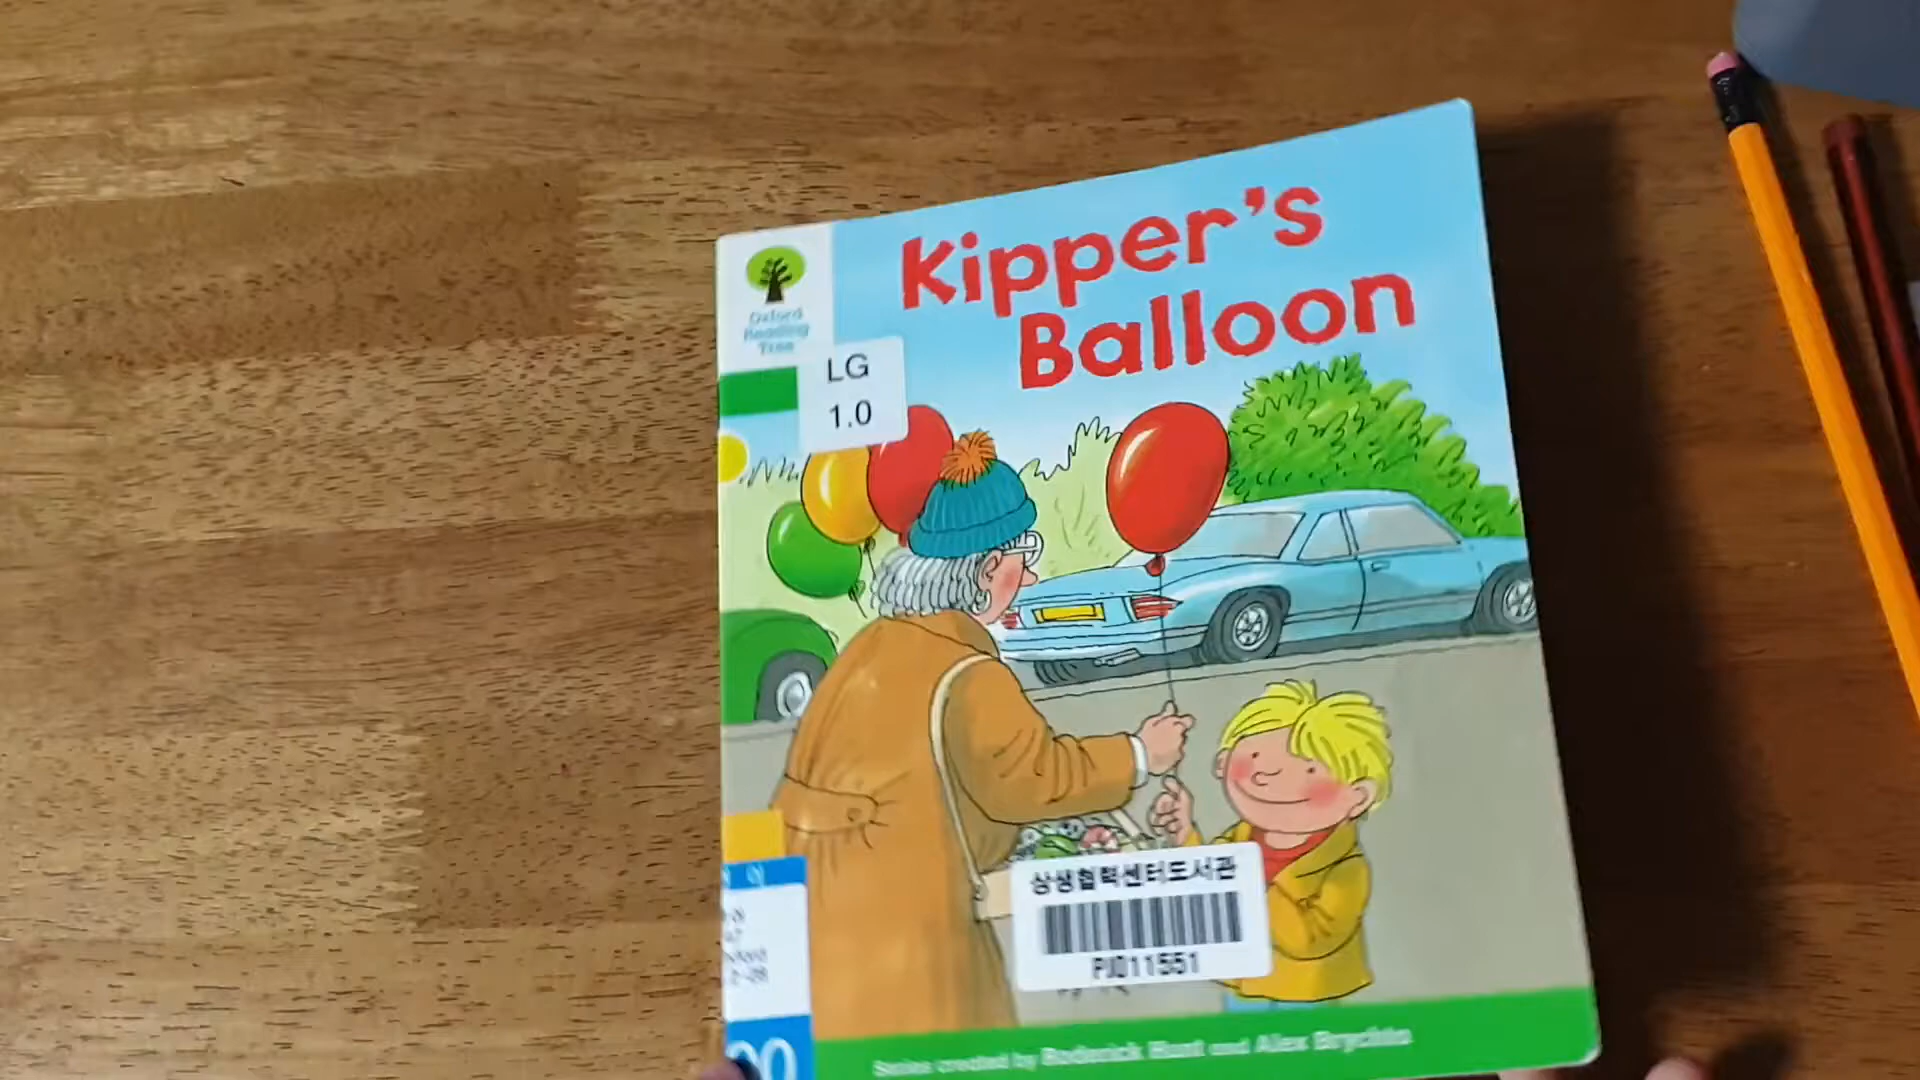 Kipper's
Balloon
Oxford
Reading
Tree
LG
1.0
상생협력센터도서관
PJ011551
Series created by Roderick Hunt and Alex Brychta